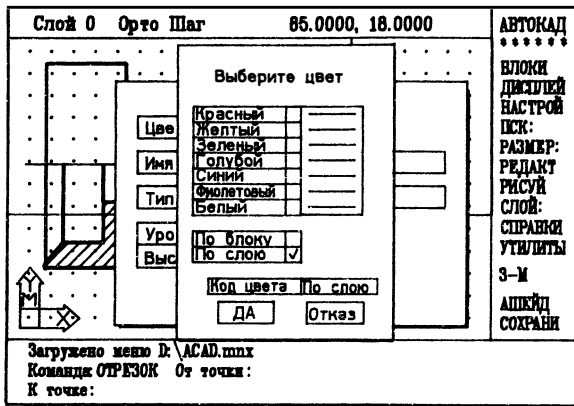 Слой 0 Орто Шаг 65.0000, 18.0000
АВТОКАД
******
БЛОКИ
ДИСПЛЕЙ
НАСТРОЙ
ПСК:
РАЗМЕР:
РЕДАКТ
РИСУЙ
СЛОЙ:
СПРАВКИ
УТИЛИТЫ
3-М
АШЕЙД
СОХРАНИ
Выберите цвет
Красный
Желтый
Зеленый
Голубой
Синий
Фиолетовый
Белый
По блоку
По слою √
Код цвета По слою
ДА Отказ
Цве
Имя
Тип
Уро
Выс
Y
М
X
Загружено меню D:\ACAD.mnx
Команда: ОТРЕЗОК От точки:
К точке: